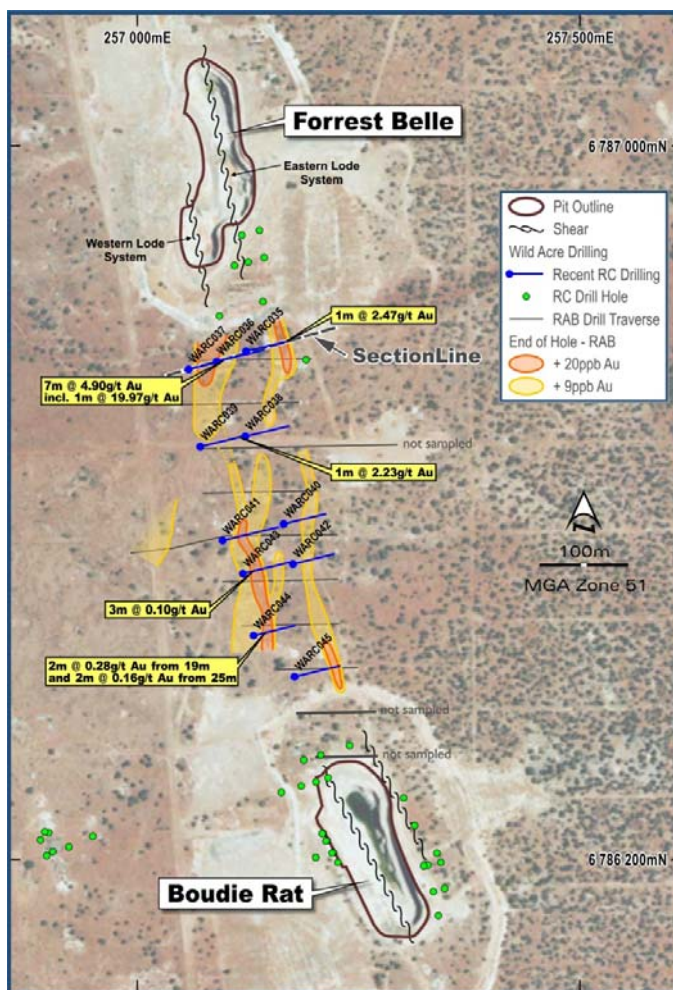 257 000mE
257 500mE
Forrest Belle
6 787 000mN
Eastern Lode
System
Western Lode
System
Pit Outline
Shear
Wild Acre Drilling
Recent RC Drilling
RC Drill Hole
RAB Drill Traverse
End of Hole - RAB
+ 20ppb Au
+ 9ppb Au
1m @ 2.47g/t Au
WARC035
WARC036
WARC037
SectionLine
7m @ 4.90g/t Au
incl. 1m @ 19.97g/t Au
WARC038
WARC039
not sampled
1m @ 2.23g/t Au
WARC040
WARC041
WARC042
WARC043
100m
MGA Zone 51
3m @ 0.10g/t Au
WARC044
2m @ 0.28g/t Au from 19m
and 2m @ 0.16g/t Au from 25m
WARC045
not sampled
not sampled
6 786 200mN
Boudie Rat